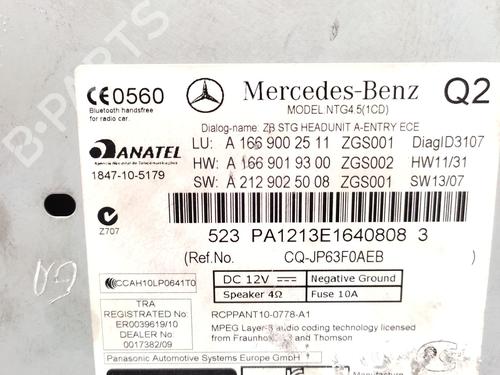 B-PARTS
CE0560
Bluetooth handsfree
for radio car.
Mercedes-Benz
Q2
MODEL NTG4.5(1CD)
Dialog-name: ZB STG HEADUNIT A-ENTRY ECE
ANATEL
Agência Nacional de Telecomunicações
1847-10-5179
LU: A 166 900 25 11 ZGS001 DiagID3107
HW: A 166 901 93 00 ZGS002 HW11/31
SW: A 212 902 50 08 ZGS001 SW13/07
Z707
523 PA1213E1640808 3
(Ref.No. CQ-JP63F0AEB )
CCAH10LP0641T0
DC 12V
Negative Ground
Speaker 4Ω
Fuse 10A
TRA
REGISTERED No:
ER0039619/10
DEALER No:
0017382/09
RCPPANT10-0778-A1
MPEG Layer-3 audio coding technology licensed
from Fraunhofer and Thomson
Panasonic Automotive Systems Europe GmbH